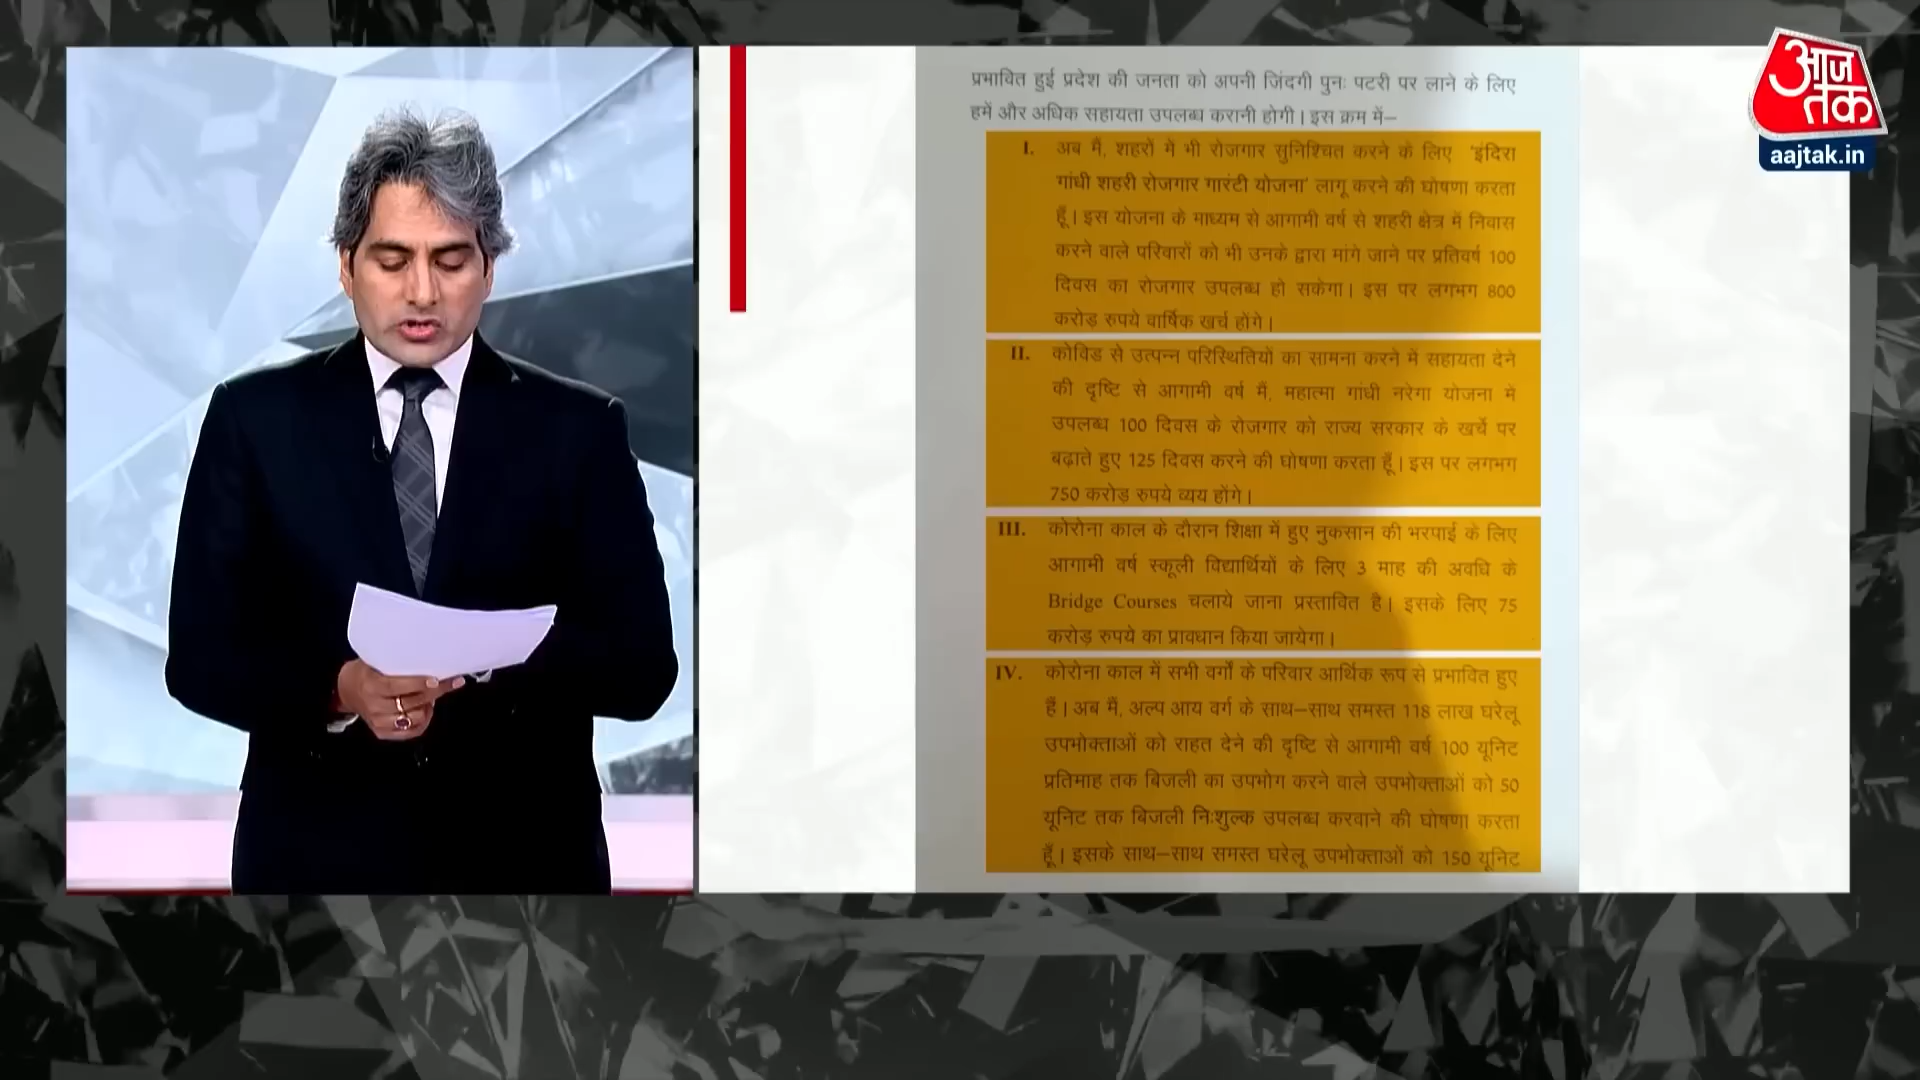 प्रभावित हुई प्रदेश की जनता को अपनी जिंदगी पुनः पटरी पर लाने के लिए
हमें और अधिक सहायता उपलब्ध करानी होगी। इस क्रम में–
I. अब मैं, शहरों में भी रोजगार सुनिश्चित करने के लिए 'इंदिरा
गांधी शहरी रोजगार गारंटी योजना' लागू करने की घोषणा करता
हूँ। इस योजना के माध्यम से आगामी वर्ष से शहरी क्षेत्र में निवास
करने वाले परिवारों को भी उनके द्वारा मांगे जाने पर प्रतिवर्ष 100
दिवस का रोजगार उपलब्ध हो सकेगा। इस पर लगभग 800
करोड़ रुपये वार्षिक खर्च होंगे।
II. कोविड से उत्पन्न परिस्थितियों का सामना करने में सहायता देने
की दृष्टि से आगामी वर्ष में, महात्मा गांधी नरेगा योजना में
उपलब्ध 100 दिवस के रोजगार को राज्य सरकार के खर्चे पर
बढ़ाते हुए 125 दिवस करने की घोषणा करता हूँ। इस पर लगभग
750 करोड़ रुपये व्यय होंगे।
III. कोरोना काल के दौरान शिक्षा में हुए नुकसान की भरपाई के लिए
आगामी वर्ष स्कूली विद्यार्थियों के लिए 3 माह की अवधि के
Bridge Courses चलाये जाना प्रस्तावित है। इसके लिए 75
करोड़ रुपये का प्रावधान किया जायेगा।
IV. कोरोना काल में सभी वर्गों के परिवार आर्थिक रूप से प्रभावित हुए
हैं। अब मैं, अल्प आय वर्ग के साथ–साथ समस्त 118 लाख घरेलू
उपभोक्ताओं को राहत देने की दृष्टि से आगामी वर्ष 100 यूनिट
प्रतिमाह तक बिजली का उपभोग करने वाले उपभोक्ताओं को 50
यूनिट तक बिजली निःशुल्क उपलब्ध करवाने की घोषणा करता
हूँ। इसके साथ–साथ समस्त घरेलू उपभोक्ताओं को 150 यूनिट
आज
तक
aajtak.in